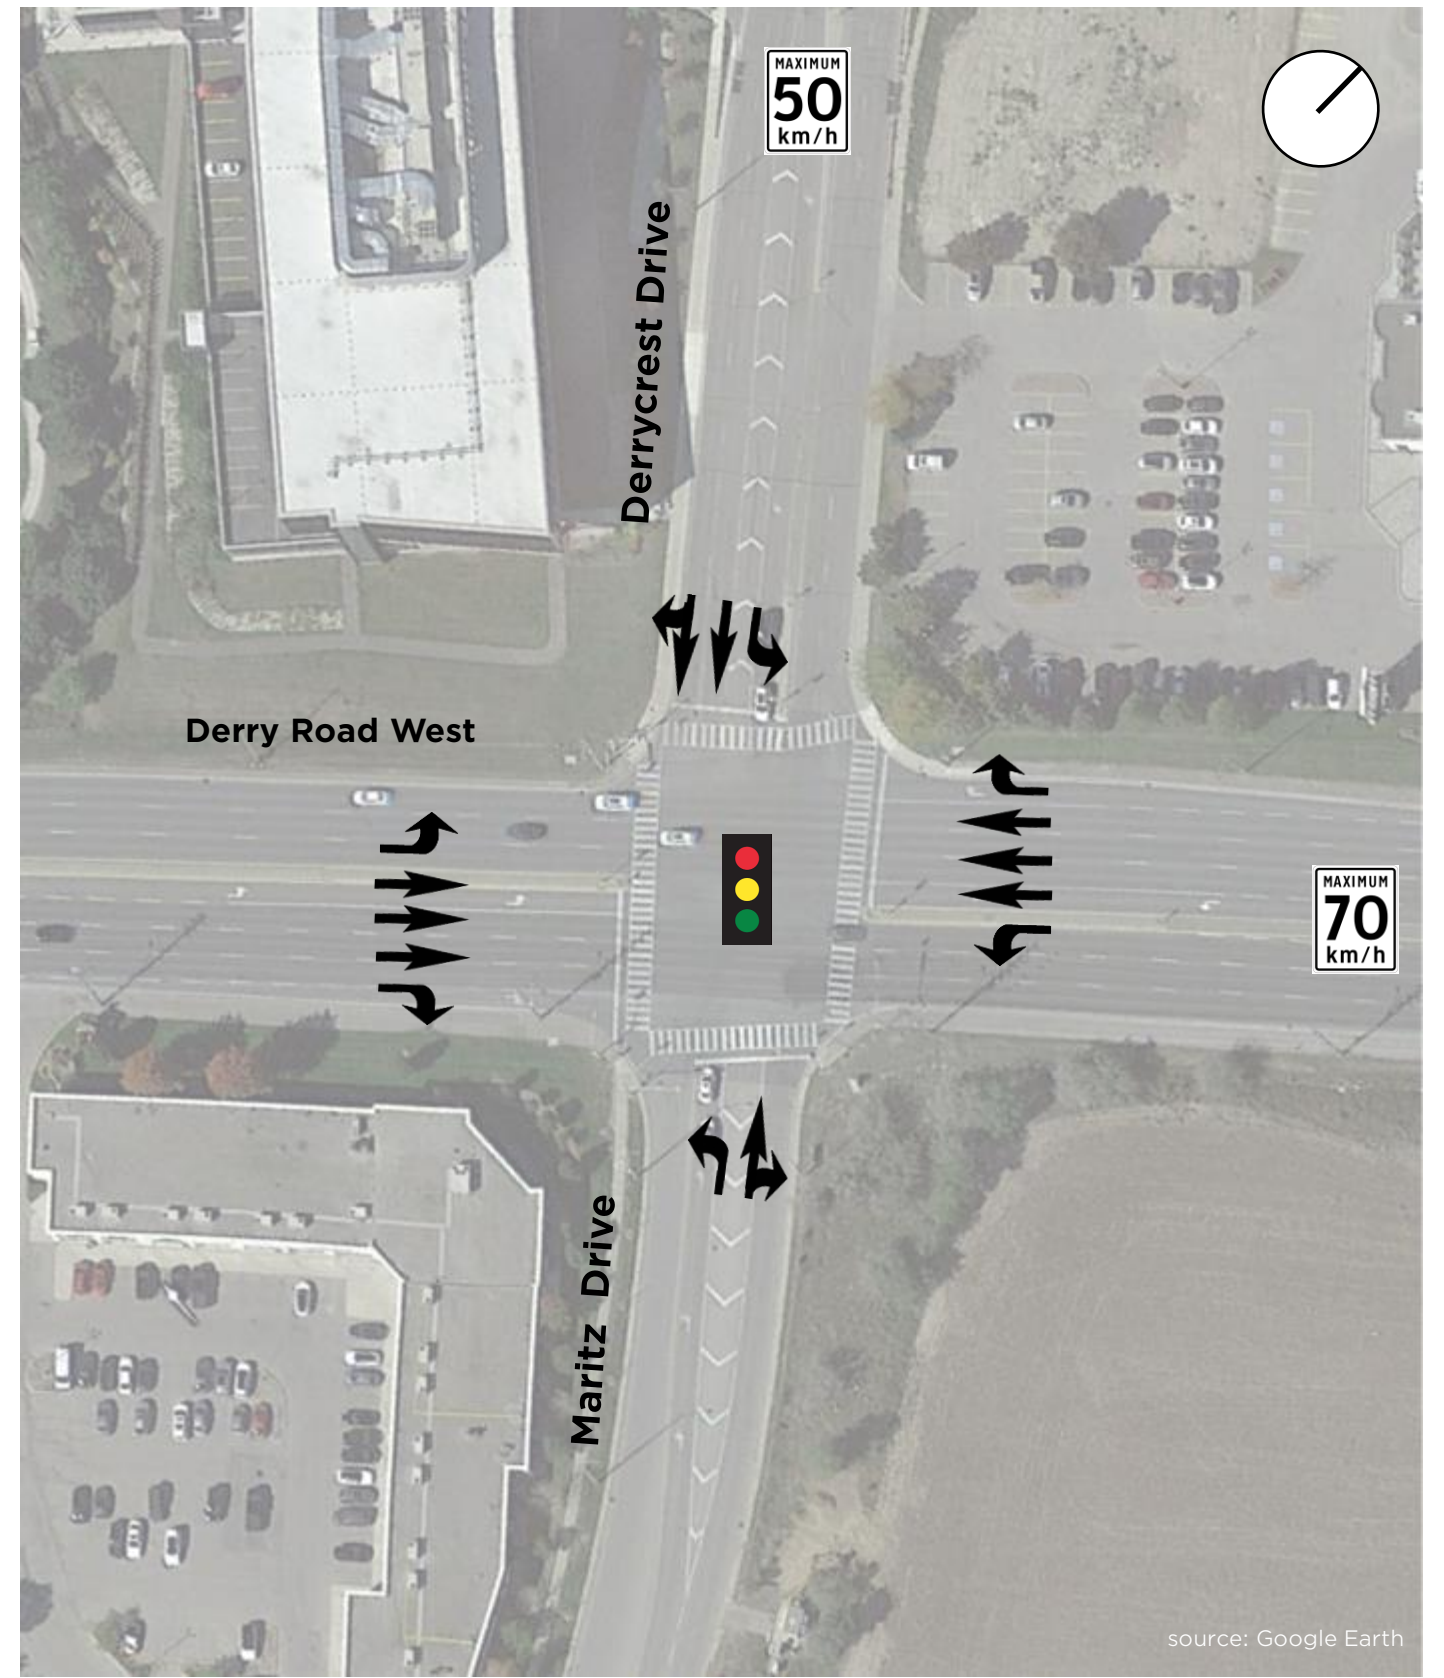 MAXIMUM
50
km/h
Derrycrest Drive
Derry Road West
MAXIMUM
70
km/h
Maritz Drive
source: Google Earth